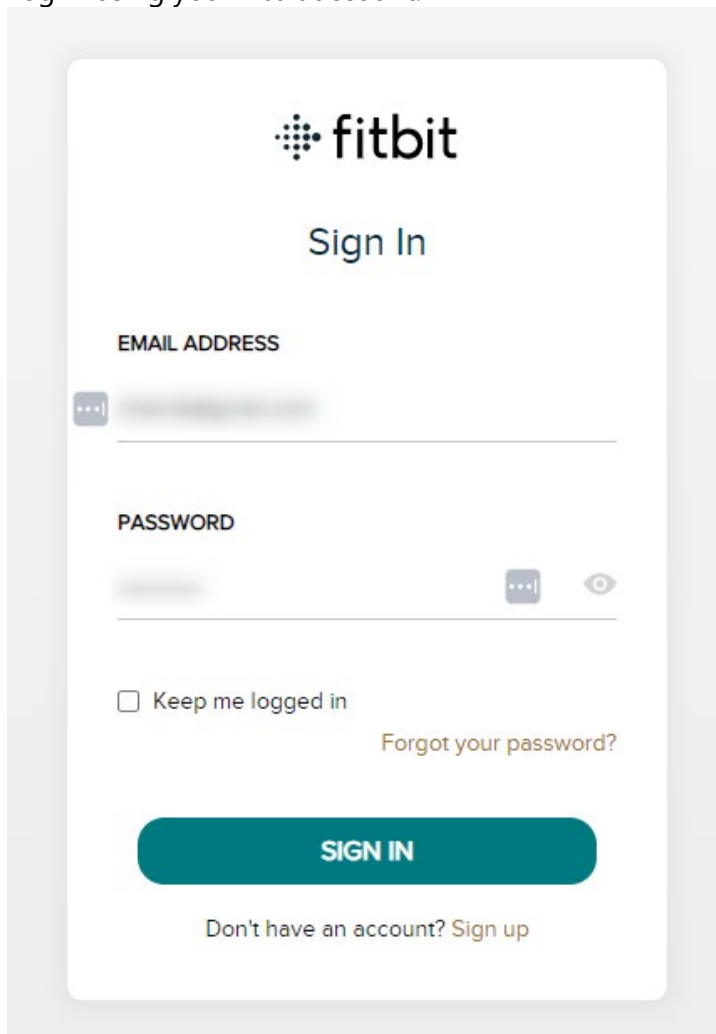 fitbit
Sign In
EMAIL ADDRESS
PASSWORD
Keep me logged in
Forgot your password?
SIGN IN
Don't have an account? Sign up